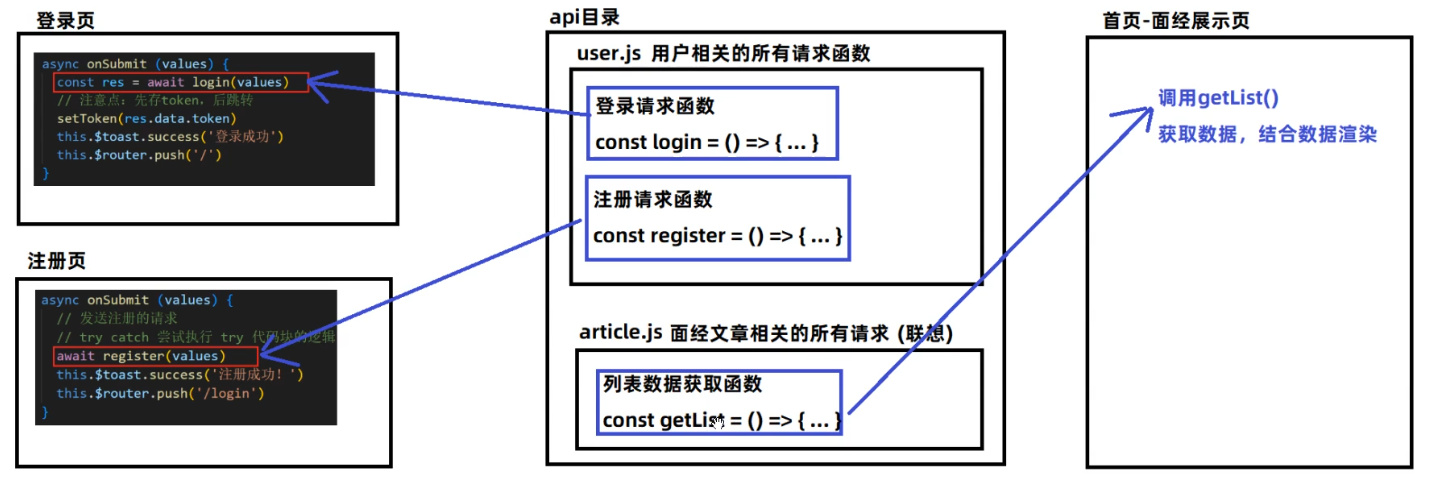 登录页
async onSubmit (values) {
const res = await login(values)
// 注意点：先存token，后跳转
setToken(res.data.token)
this.$toast.success('登录成功')
this.$router.push('/')
}
注册页
async onSubmit (values) {
// 发送注册的请求
// try catch 尝试执行 try 代码块的逻辑
await register(values)
this.$toast.success('注册成功！')
this.$router.push('/login')
}
api目录
user.js 用户相关的所有请求函数
登录请求函数
const login = () => { ... }
注册请求函数
const register = () => { ... }
article.js 面经文章相关的所有请求 (联想)
列表数据获取函数
const getList = () => { ... }
首页-面经展示页
调用getList()
获取数据，结合数据渲染